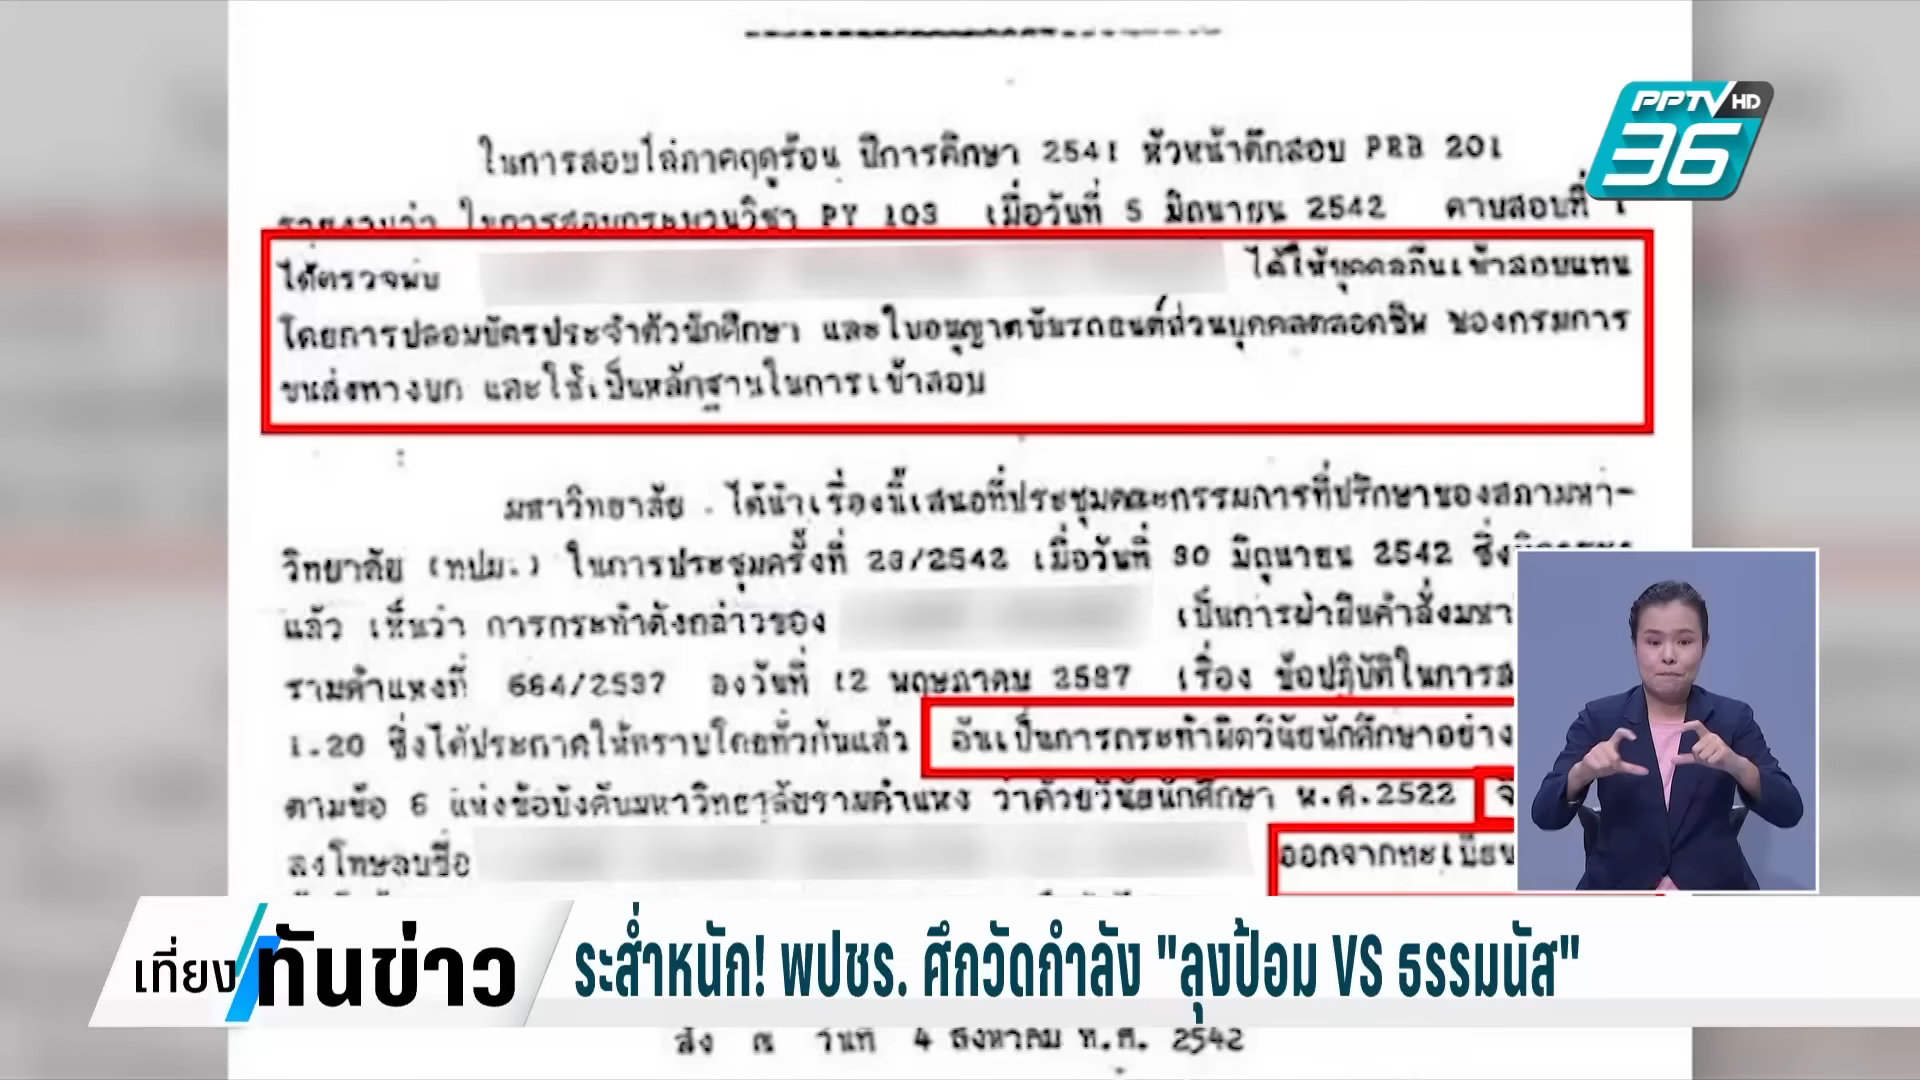 PPTV HD
36
ในการสอบไล่ภาคฤดูร้อน ปีการศึกษา 2541 หัวหน้าตึกสอบ PRB 201
รายงานว่า ในการสอบกระบวนวิชา PY 103 เมื่อวันที่ 5 มิถุนายน 2542 คาบสอบที่ 1
ได้ตรวจพบ ได้ให้บุคคลอื่นเข้าสอบแทน
โดยการปลอมบัตรประจำตัวนักศึกษา และใบอนุญาตขับรถยนต์ส่วนบุคคลตลอดชีพ ของกรมการ
ขนส่งทางบก และใช้เป็นหลักฐานในการเข้าสอบ
มหาวิทยาลัย ได้นำเรื่องนี้เสนอที่ประชุมคณะกรรมการที่ปรึกษาของสภามหา-
วิทยาลัย (ทปม.) ในการประชุมครั้งที่ 23/2542 เมื่อวันที่ 30 มิถุนายน 2542 ซึ่ง
แล้ว เห็นว่า การกระทำดังกล่าวของ เป็นการฝ่าฝืนคำสั่งมหา
รามคำแหงที่ 664/2537 ลงวันที่ 12 พฤษภาคม 2537 เรื่อง ข้อปฏิบัติในการส
1.20 ซึ่งได้ประกาศให้ทราบโดยทั่วกันแล้ว อันเป็นการกระทำผิดวินัยนักศึกษาอย่าง
ตามข้อ 6 แห่งข้อบังคับมหาวิทยาลัยรามคำแหง ว่าด้วยวินัยนักศึกษา พ.ศ.2522 จ
ลงโทษลบชื่อ ออกจากทะเบียน
เที่ยงทันข่าว ระส่ำหนัก! พปชร. ศึกวัดกำลัง "ลุงป้อม VS ธรรมนัส"
สั่ง ณ วันที่ 4 สิงหาคม พ.ศ. 2542